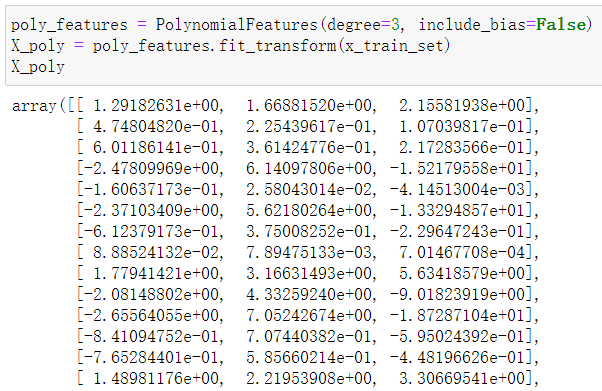 poly_features = PolynomialFeatures(degree=3, include_bias=False)
X_poly = poly_features.fit_transform(x_train_set)
X_poly
array([[ 1.29182631e+00, 1.66881520e+00, 2.15581938e+00],
[ 4.74804820e-01, 2.25439617e-01, 1.07039817e-01],
[ 6.01186141e-01, 3.61424776e-01, 2.17283566e-01],
[-2.47809969e+00, 6.14097806e+00, -1.52179558e+01],
[-1.60637173e-01, 2.58043014e-02, -4.14513004e-03],
[-2.37103409e+00, 5.62180264e+00, -1.33294857e+01],
[-6.12379173e-01, 3.75008252e-01, -2.29647243e-01],
[ 8.88524132e-02, 7.89475133e-03, 7.01467708e-04],
[ 1.77941421e+00, 3.16631493e+00, 5.63418579e+00],
[-2.08148802e+00, 4.33259240e+00, -9.01823919e+00],
[-2.65564055e+00, 7.05242674e+00, -1.87287104e+01],
[-8.41094752e-01, 7.07440382e-01, -5.95024392e-01],
[-7.65284401e-01, 5.85660214e-01, -4.48196626e-01],
[ 1.48981176e+00, 2.21953908e+00, 3.30669541e+00],